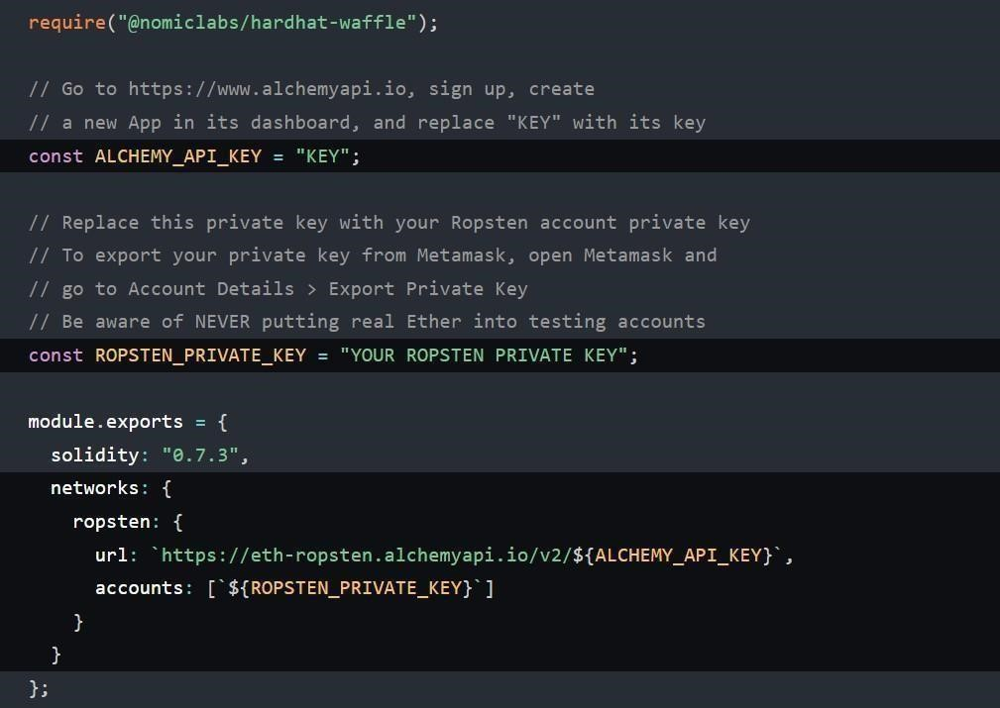 require("@nomiclabs/hardhat-waffle");
// Go to https://www.alchemyapi.io, sign up, create
// a new App in its dashboard, and replace "KEY" with its key
const ALCHEMY_API_KEY = "KEY";
// Replace this private key with your Ropsten account private key
// To export your private key from Metamask, open Metamask and
// go to Account Details > Export Private Key
// Be aware of NEVER putting real Ether into testing accounts
const ROPSTEN_PRIVATE_KEY = "YOUR ROPSTEN PRIVATE KEY";
module.exports = {
  solidity: "0.7.3",
  networks: {
    ropsten: {
      url: `https://eth-ropsten.alchemyapi.io/v2/${ALCHEMY_API_KEY}`,
      accounts: [`${ROPSTEN_PRIVATE_KEY}`]
    }
  }
};